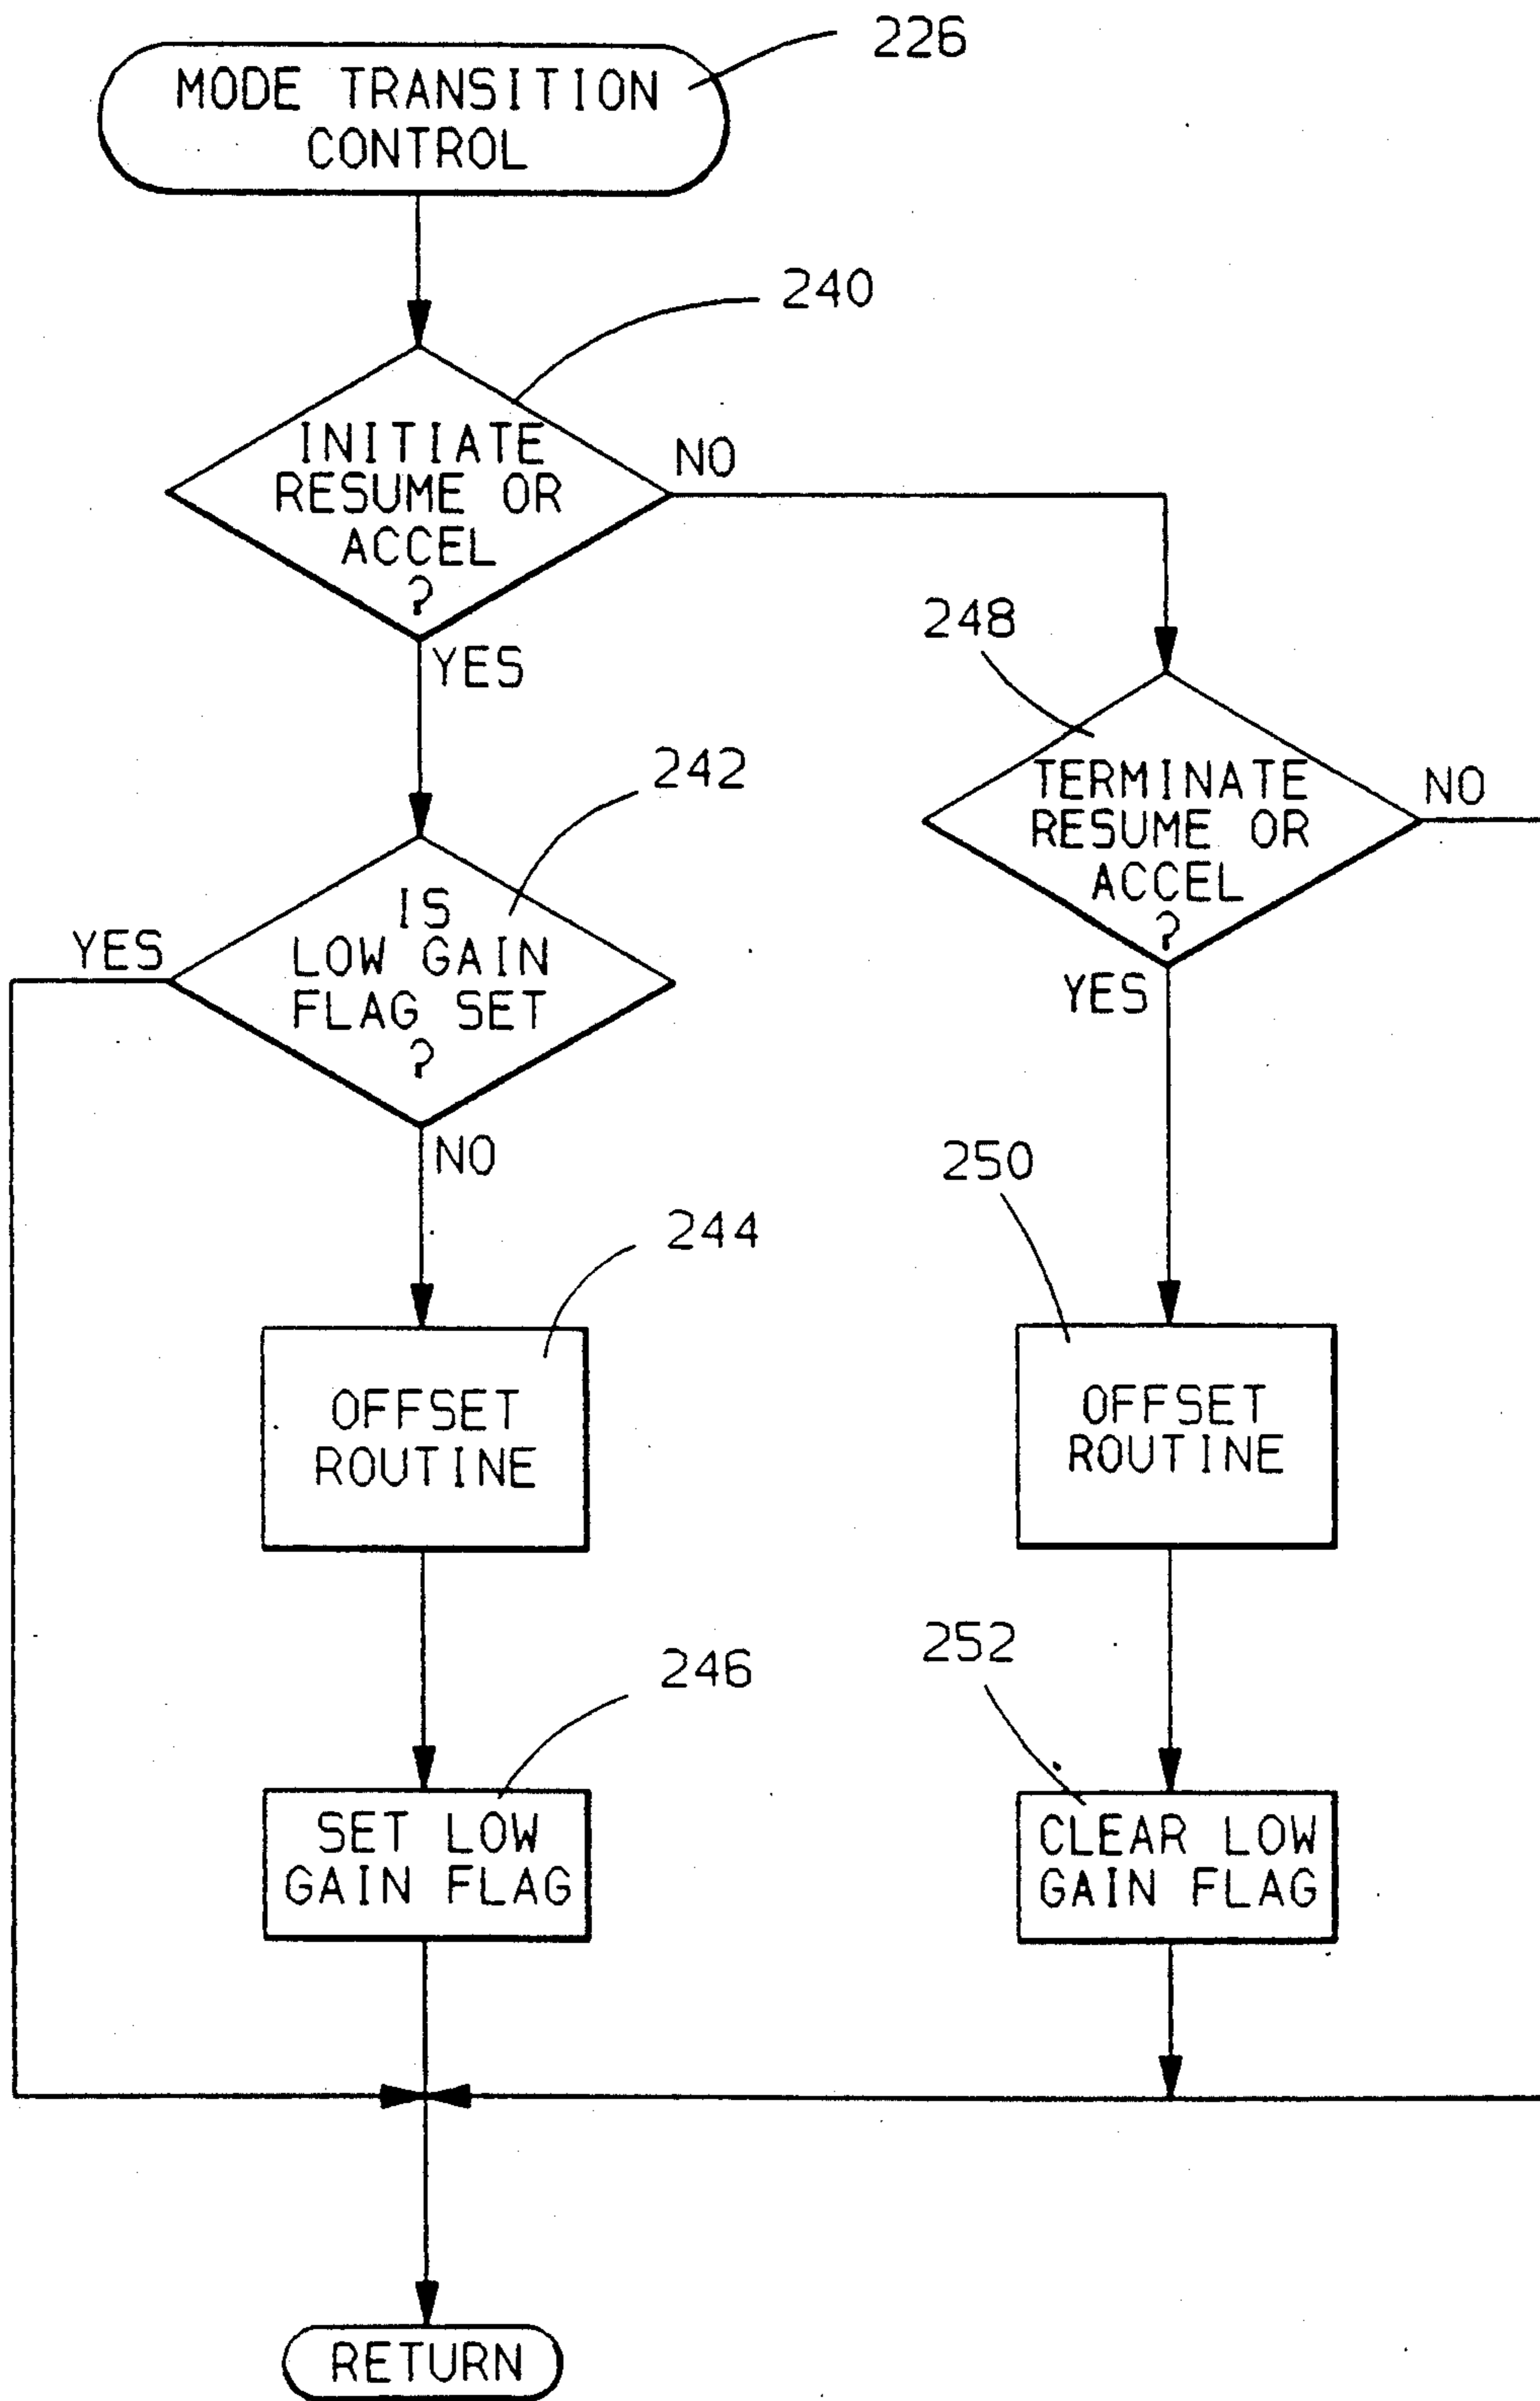 MODE TRANSITION
CONTROL
226
240
INITIATE
RESUME OR
ACCEL
?
NO
YES
248
TERMINATE
RESUME OR
ACCEL
?
NO
YES
242
IS
LOW GAIN
FLAG SET
?
YES
NO
244
OFFSET
ROUTINE
250
OFFSET
ROUTINE
246
SET LOW
GAIN FLAG
252
CLEAR LOW
GAIN FLAG
RETURN